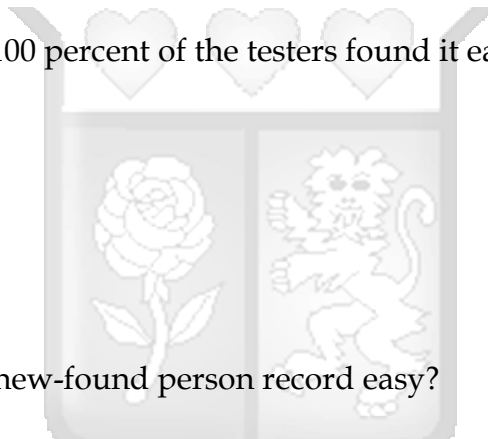 100 percent of the testers found it ea
new-found person record easy?